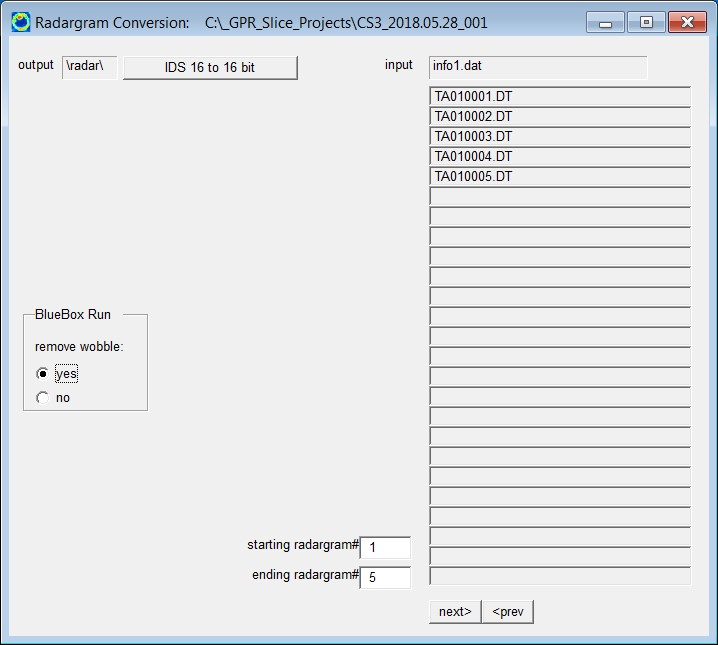 Radargram Conversion: C:\_GPR_Slice_Projects\CS3_2018.05.28_001
output \radar\ IDS 16 to 16 bit input info1.dat
TA010001.DT
TA010002.DT
TA010003.DT
TA010004.DT
TA010005.DT
BlueBox Run
remove wobble:
yes
no
starting radargram# 1
ending radargram# 5
next> <prev